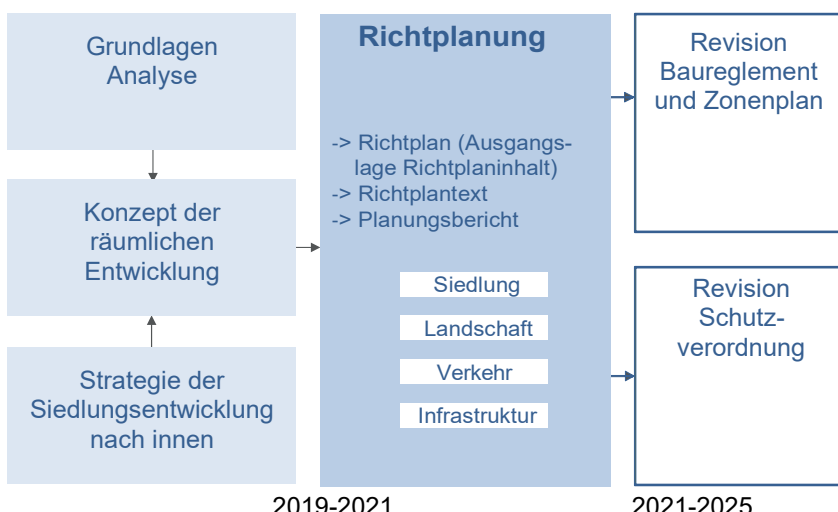 Grundlagen
Analyse
Konzept der
räumlichen
Entwicklung
Strategie der
Siedlungsentwicklung
nach innen
Richtplanung
-> Richtplan (Ausgangs-
lage Richtplaninhalt)
-> Richtplantext
-> Planungsbericht
Siedlung
Landschaft
Verkehr
Infrastruktur
Revision
Baureglement
und Zonenplan
Revision
Schutz-
verordnung
2019-2021
2021-2025